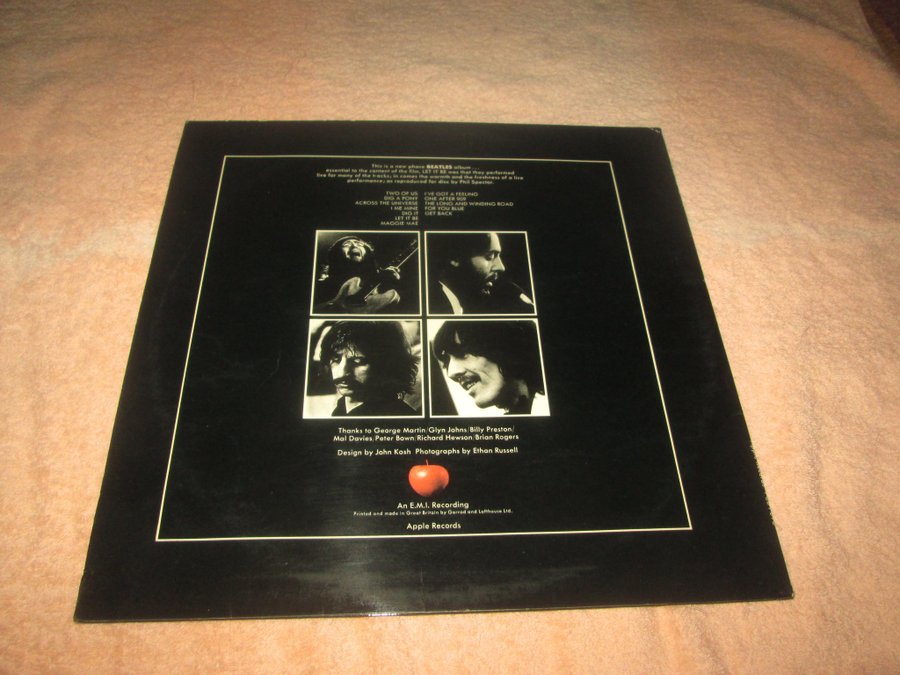 This is a new phase BEATLES album . . .
essential to the content of the film, LET IT BE was that they performed
live for many of the tracks; in comes the warmth and the freshness of a live
performance; as reproduced for disc by Phil Spector.
TWO OF US I'VE GOT A FEELING
DIG A PONY ONE AFTER 909
ACROSS THE UNIVERSE THE LONG AND WINDING ROAD
I ME MINE FOR YOU BLUE
DIG IT GET BACK
LET IT BE
MAGGIE MAE
Thanks to George Martin/Glyn Johns/Billy Preston/
Mal Davies, Peter Bown/Richard Hewson/Brian Rogers
Design by John Kosh Photographs by Ethan Russell
An E.M.I. Recording
Printed and made in Great Britain by Garrod and Lofthouse Ltd.
Apple Records